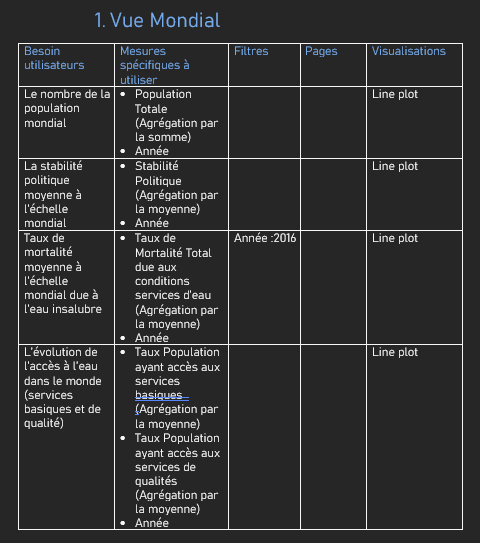 1. Vue Mondial
Besoin
utilisateurs
Mesures
spécifiques à
utiliser
Filtres
Pages
Visualisations
Le nombre de la
population
mondial
• Population
Totale
(Agrégation par
la somme)
• Année
Line plot
La stabilité
politique
moyenne à
l'échelle
mondial
• Stabilité
Politique
(Agrégation par
la moyenne)
• Année
Line plot
Taux de
mortalité
moyenne à
l'échelle
mondial due à
l'eau insalubre
• Taux de
Mortalité Total
due aux
conditions
services d'eau
(Agrégation par
la moyenne)
• Année
Année :2016
Line plot
L'évolution de
l'accès à l'eau
dans le monde
(services
basiques et de
qualité)
• Taux Population
ayant accès aux
services
basiques
(Agrégation par
la moyenne)
• Taux Population
ayant accès aux
services de
qualités
(Agrégation par
la moyenne)
• Année
Line plot